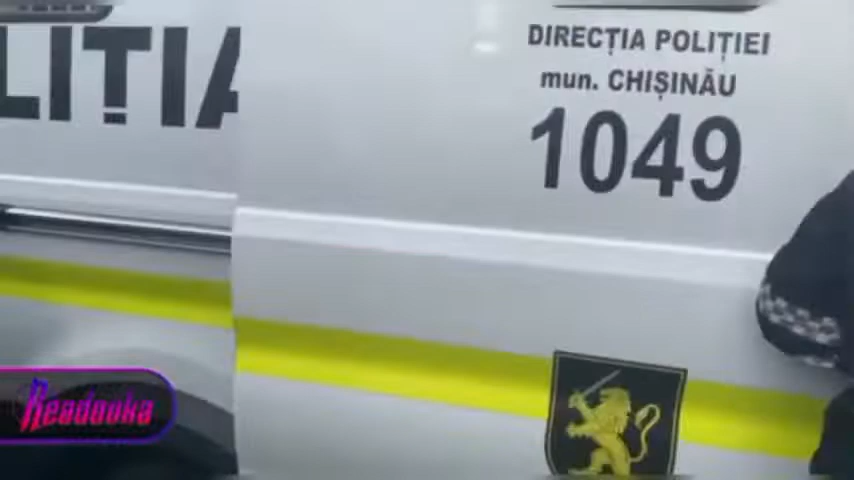 LIȚIA
DIRECȚIA POLIȚIEI
mun. CHIȘINĂU
1049
Readovka